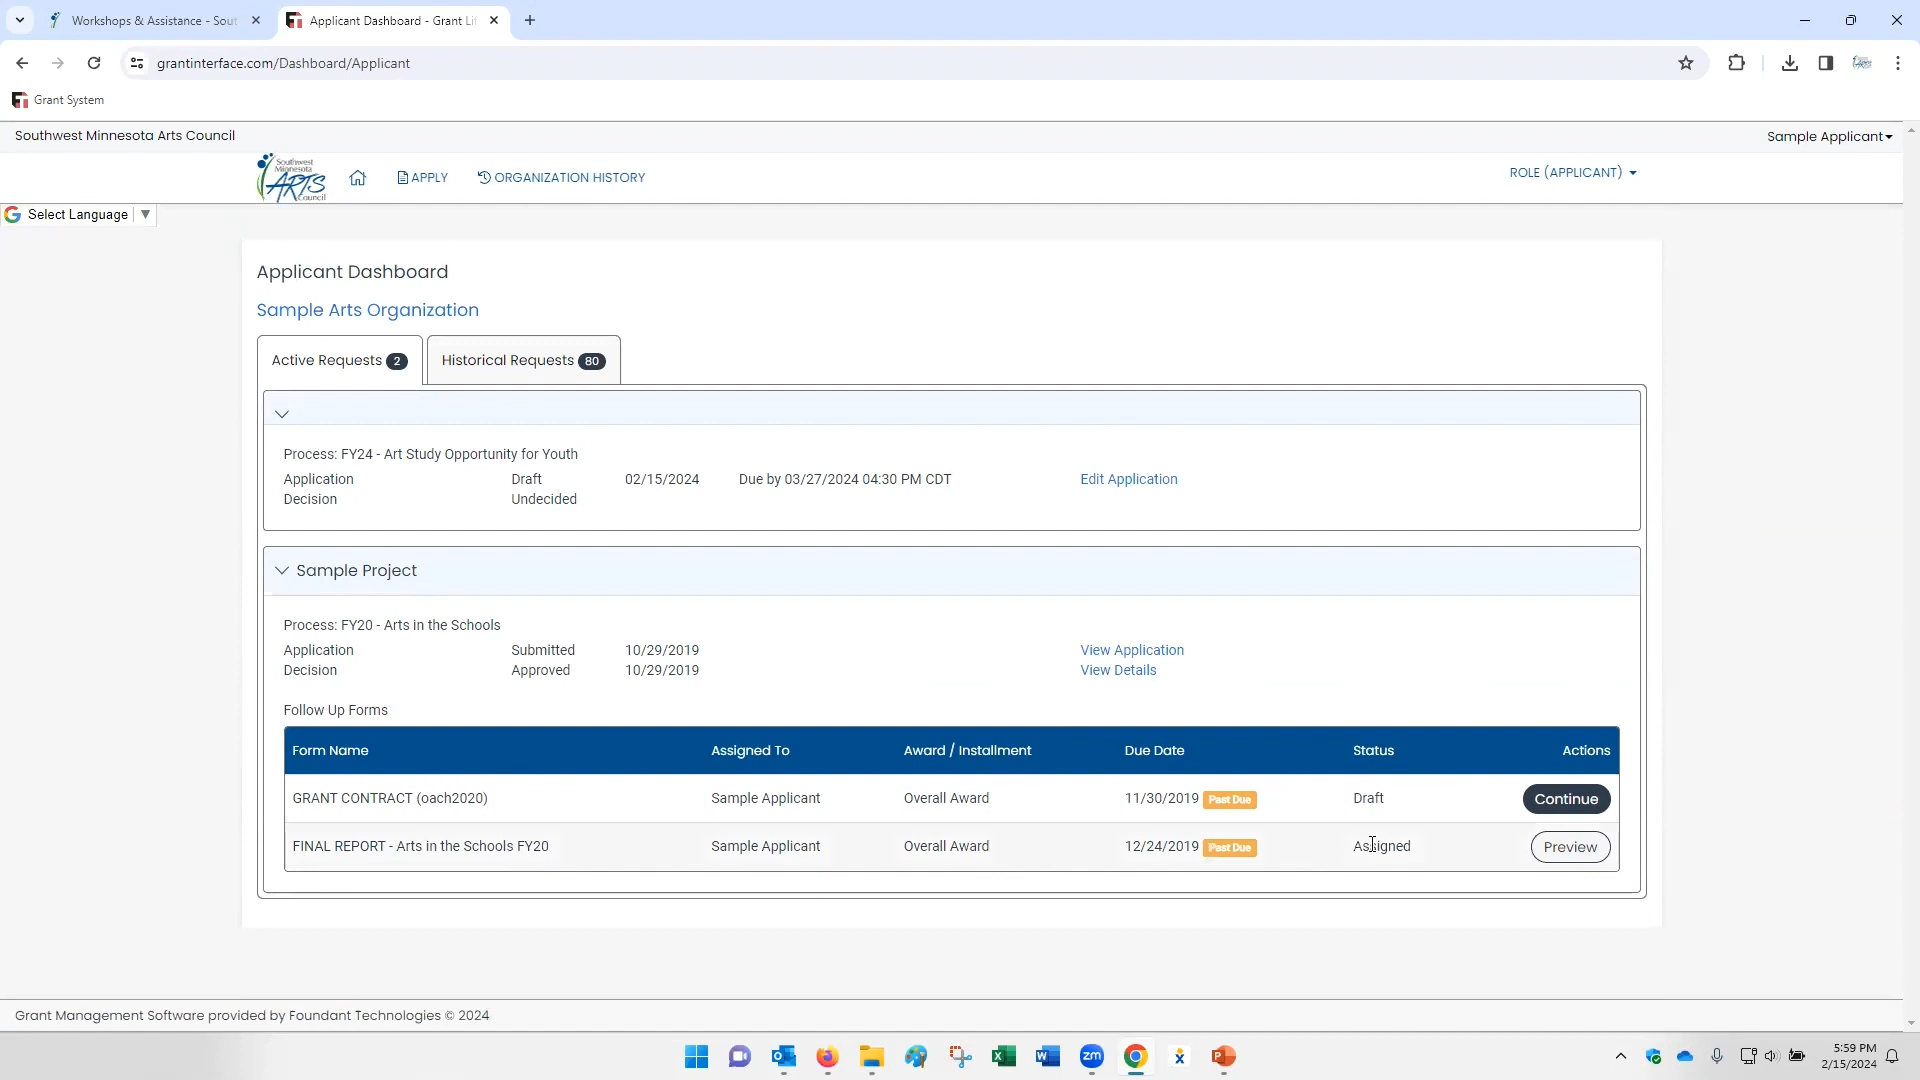 Workshops & Assistance - Sout
Applicant Dashboard - Grant Li
grantinterface.com/Dashboard/Applicant
Grant System
Southwest Minnesota Arts Council
Sample Applicant
Southwest
Minnesota
ARTS
Council
APPLY
ORGANIZATION HISTORY
ROLE (APPLICANT)
Select Language
Applicant Dashboard
Sample Arts Organization
Active Requests 2
Historical Requests 80
Process: FY24 - Art Study Opportunity for Youth
Application Draft 02/15/2024 Due by 03/27/2024 04:30 PM CDT Edit Application
Decision Undecided
Sample Project
Process: FY20 - Arts in the Schools
Application Submitted 10/29/2019 View Application
Decision Approved 10/29/2019 View Details
Follow Up Forms
Form Name Assigned To Award / Installment Due Date Status Actions
GRANT CONTRACT (oach2020) Sample Applicant Overall Award 11/30/2019 Past Due Draft Continue
FINAL REPORT - Arts in the Schools FY20 Sample Applicant Overall Award 12/24/2019 Past Due Assigned Preview
Grant Management Software provided by Foundant Technologies © 2024
zm
5:59 PM
2/15/2024